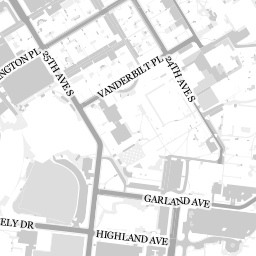 25TH AVE S
24TH AVE S
NGTON PL
VANDERBILT PL
GARLAND AVE
ELY DR
HIGHLAND AVE